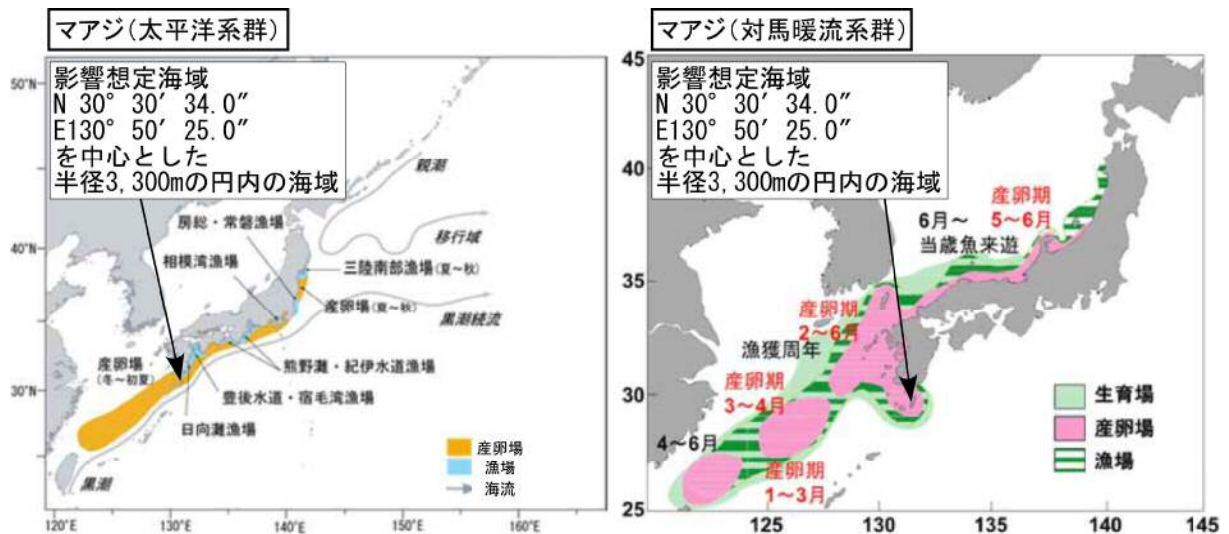 マアジ(太平洋系群)
影響想定海域
N 30° 30′ 34.0″
E130° 50′ 25.0″
を中心とした
半径3,300mの円内の海域
50°N
40°N
30°N
120°E
130°E
140°E
150°E
160°E
親潮
房総・常磐漁場
移行域
相模湾漁場
三陸南部漁場(夏～秋)
産卵場(夏～秋)
黒潮続流
産卵場
(冬～初夏)
熊野灘・紀伊水道漁場
豊後水道・宿毛湾漁場
日向灘漁場
黒潮
産卵場
漁場
海流
マアジ(対馬暖流系群)
影響想定海域
N 30° 30′ 34.0″
E130° 50′ 25.0″
を中心とした
半径3,300mの円内の海域
45
40
35
30
25
125
130
135
140
145
産卵期
5～6月
6月～
当歳魚来遊
産卵期
2～6月
漁獲周年
産卵期
3～4月
4～6月
産卵期
1～3月
生育場
産卵場
漁場